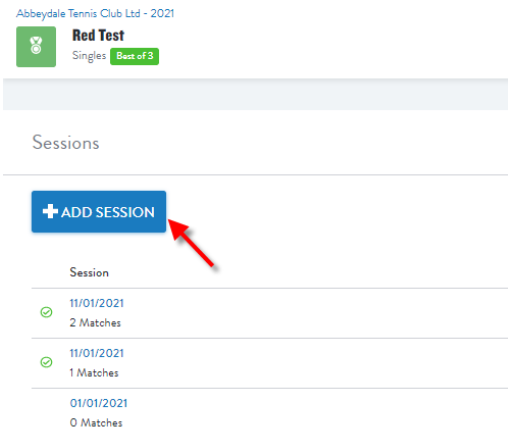 Abbeydale Tennis Club Ltd - 2021
Red Test
Singles Best of 3
Sessions
ADD SESSION
Session
11/01/2021
2 Matches
11/01/2021
1 Matches
01/01/2021
0 Matches